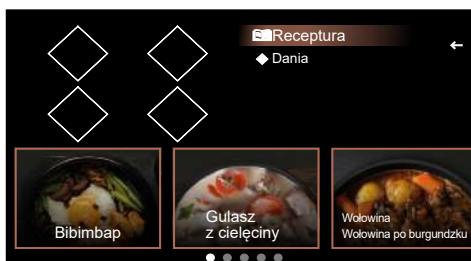 Receptura
Dania
Bibimbap
Gulasz
z cielęciny
Wołowina
Wołowina po burgundzku